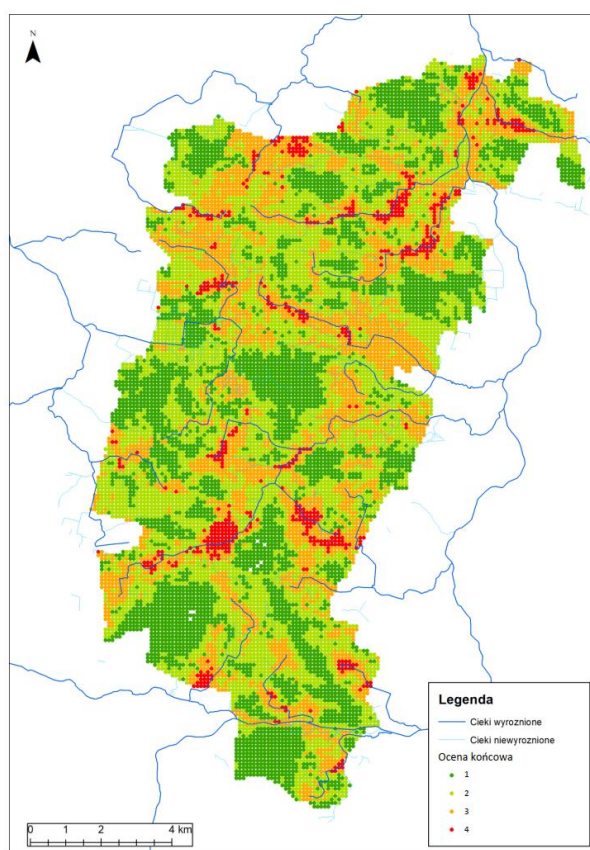 N
Legenda
Cieki wyroznione
Cieki niewyroznione
Ocena końcowa
1
2
3
4
0 1 2 4 km